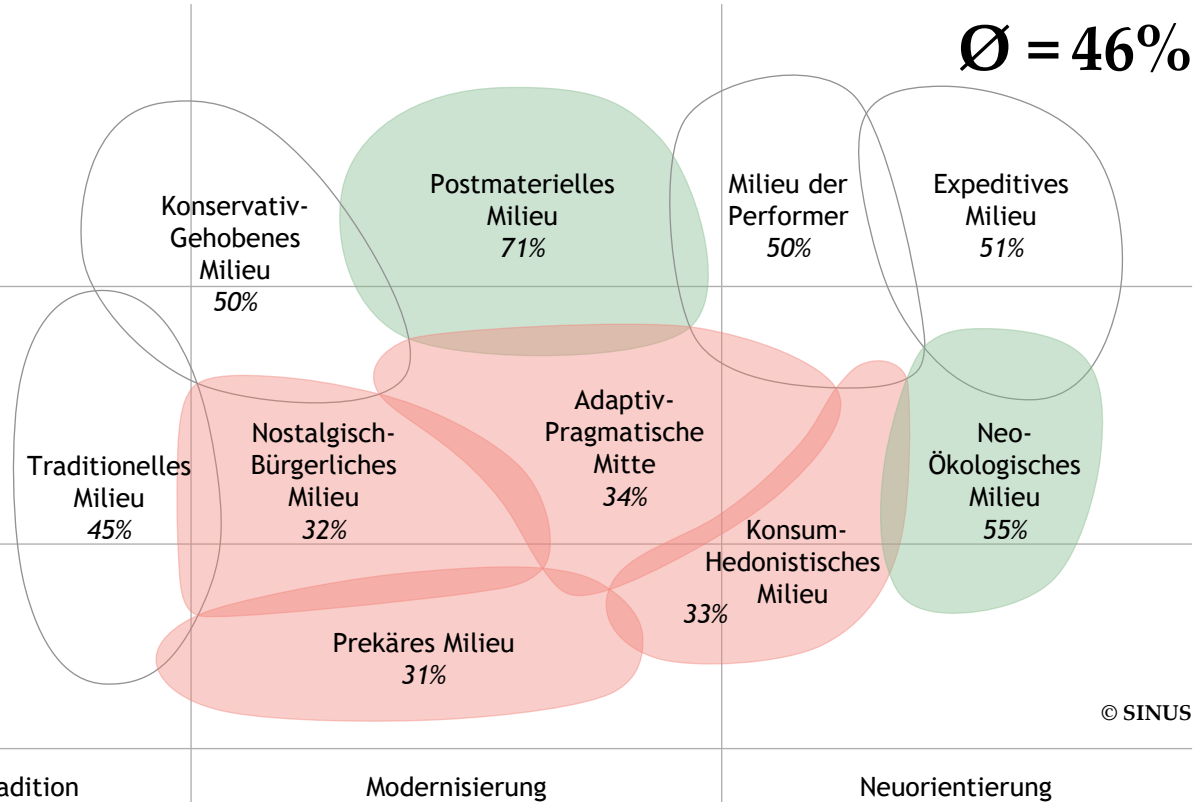 Ø = 46%
Konservativ-
Gehobenes
Milieu
50%
Postmaterielles
Milieu
71%
Milieu der
Performer
50%
Expeditives
Milieu
51%
Traditionelles
Milieu
45%
Nostalgisch-
Bürgerliches
Milieu
32%
Adaptiv-
Pragmatische
Mitte
34%
Konsum-
Hedonistisches
Milieu
33%
Neo-
Ökologisches
Milieu
55%
Prekäres Milieu
31%
© SINUS
adition
Modernisierung
Neuorientierung